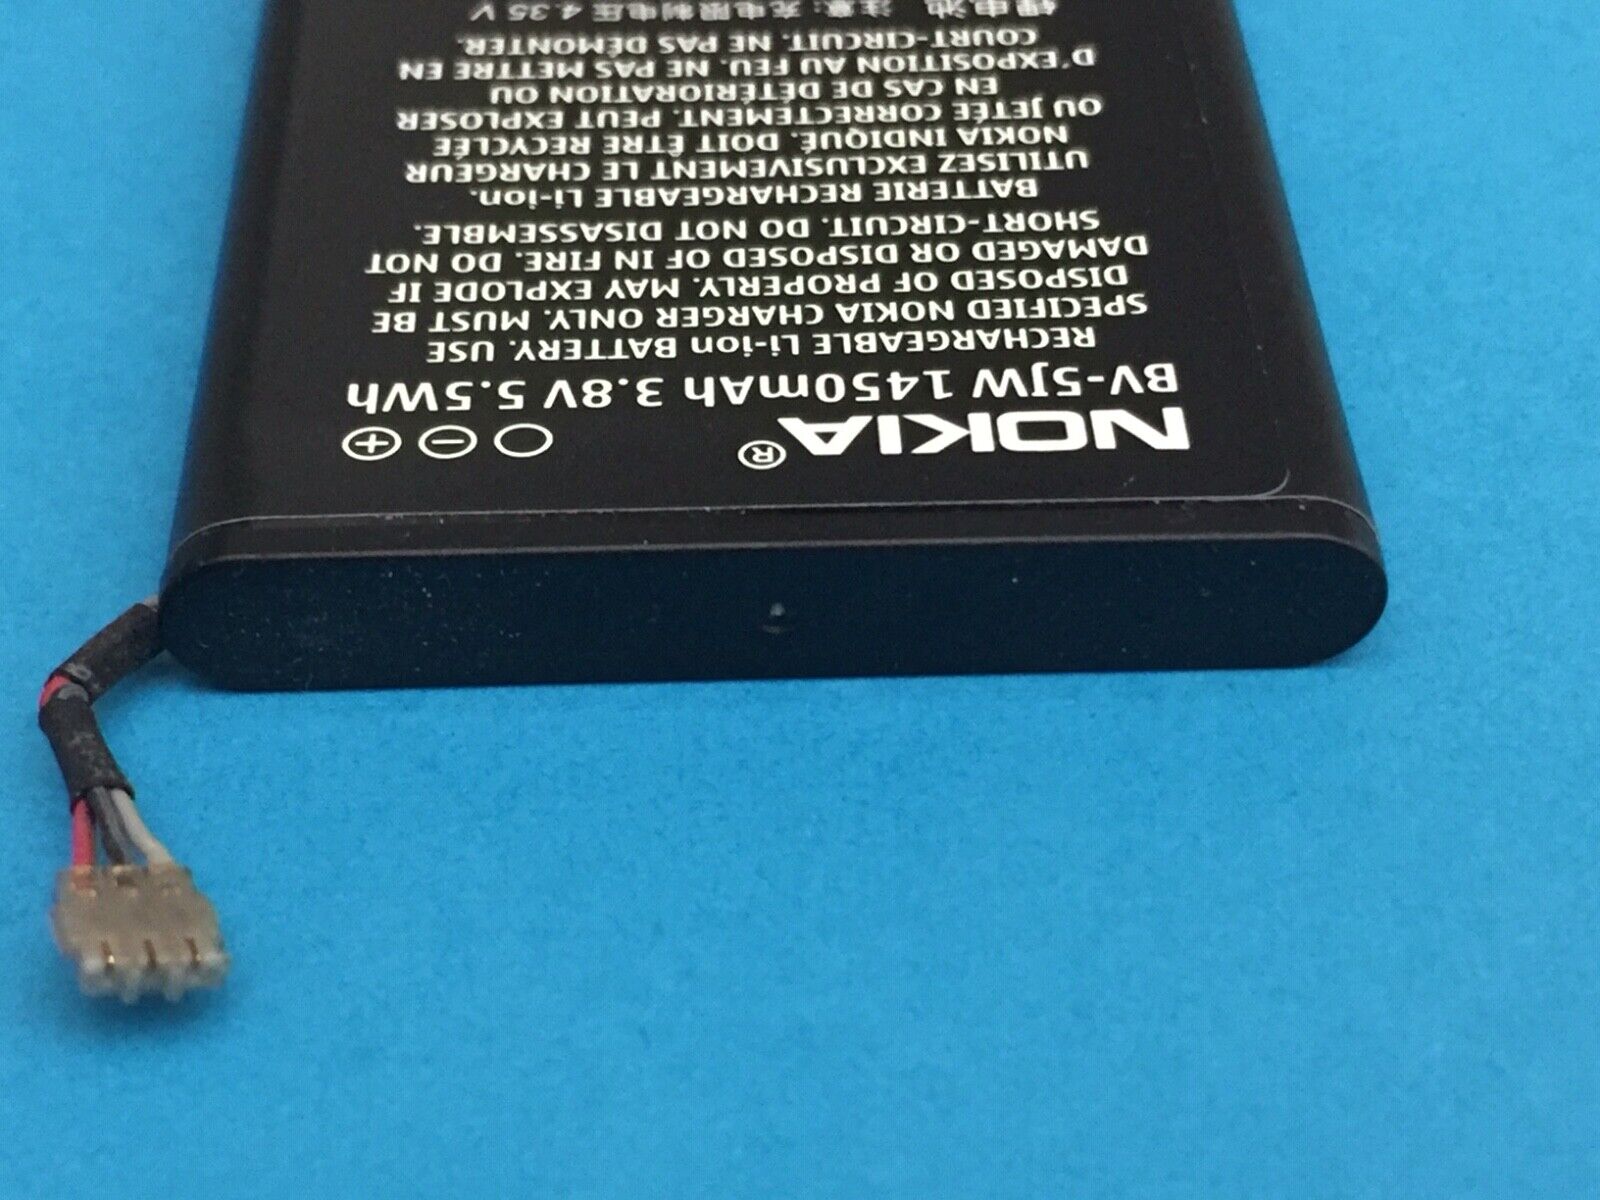 NOKIA®
BV-5JW 1450mAh 3.8V 5.5Wh
RECHARGEABLE Li-ion BATTERY. USE
SPECIFIED NOKIA CHARGER ONLY. MUST BE
DISPOSED OF PROPERLY. MAY EXPLODE IF
DAMAGED OR DISPOSED OF IN FIRE. DO NOT
SHORT-CIRCUIT. DO NOT DISASSEMBLE.
BATTERIE RECHARGEABLE Li-ion.
UTILISEZ EXCLUSIVEMENT LE CHARGEUR
NOKIA INDIQUÉ. DOIT ÊTRE RECYCLÉE
OU JETÉE CORRECTEMENT. PEUT EXPLOSER
EN CAS DE DÉTÉRIORATION OU
D'EXPOSITION AU FEU. NE PAS METTRE EN
COURT-CIRCUIT. NE PAS DÉMONTER.
锂电池。注意: 充电限制电压 4.35 V